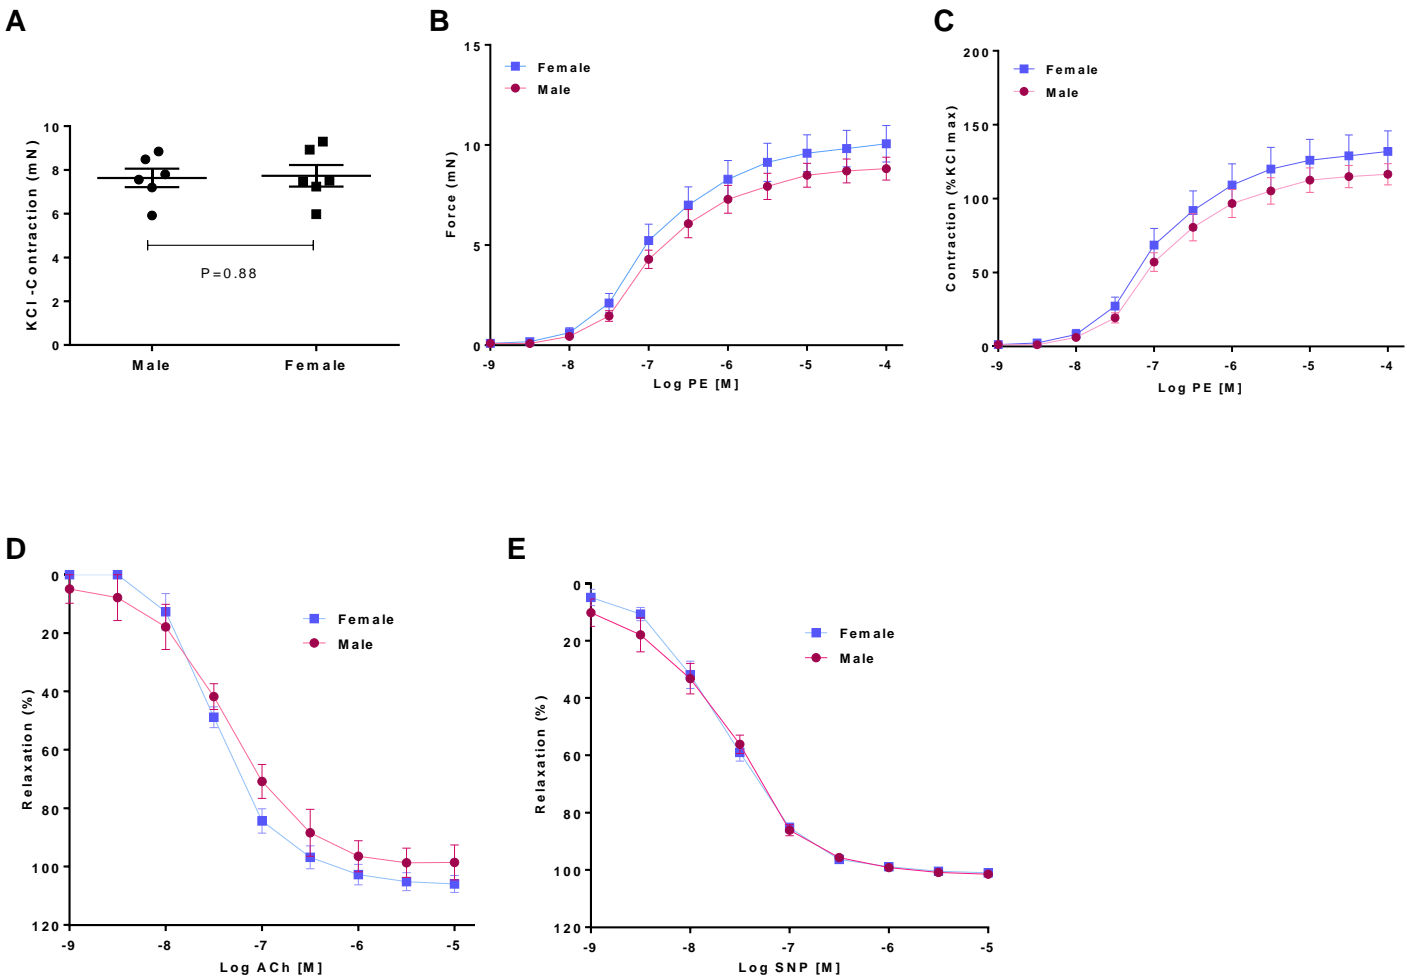 A
KCl-Contraction (mN)
10
8
6
4
2
0
P=0.88
Male
Female
B
Force (mN)
15
10
5
0
Female
Male
-9
-8
-7
-6
-5
-4
Log PE [M]
C
Contraction (%KCl max)
200
150
100
50
0
Female
Male
-9
-8
-7
-6
-5
-4
Log PE [M]
D
Relaxation (%)
0
20
40
60
80
100
120
Female
Male
-9
-8
-7
-6
-5
Log ACh [M]
E
Relaxation (%)
0
20
40
60
80
100
120
Female
Male
-9
-8
-7
-6
-5
Log SNP [M]